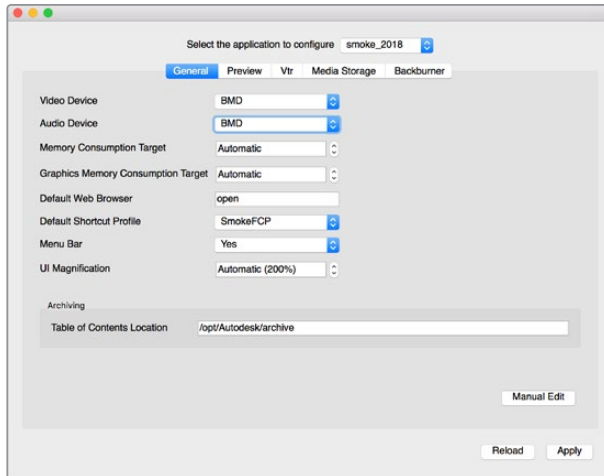 Select the application to configure smoke_2018
General Preview Vtr Media Storage Backburner
Video Device BMD
Audio Device BMD
Memory Consumption Target Automatic
Graphics Memory Consumption Target Automatic
Default Web Browser open
Default Shortcut Profile SmokeFCP
Menu Bar Yes
UI Magnification Automatic (200%)
Archiving
Table of Contents Location /opt/Autodesk/archive
Manual Edit
Reload Apply